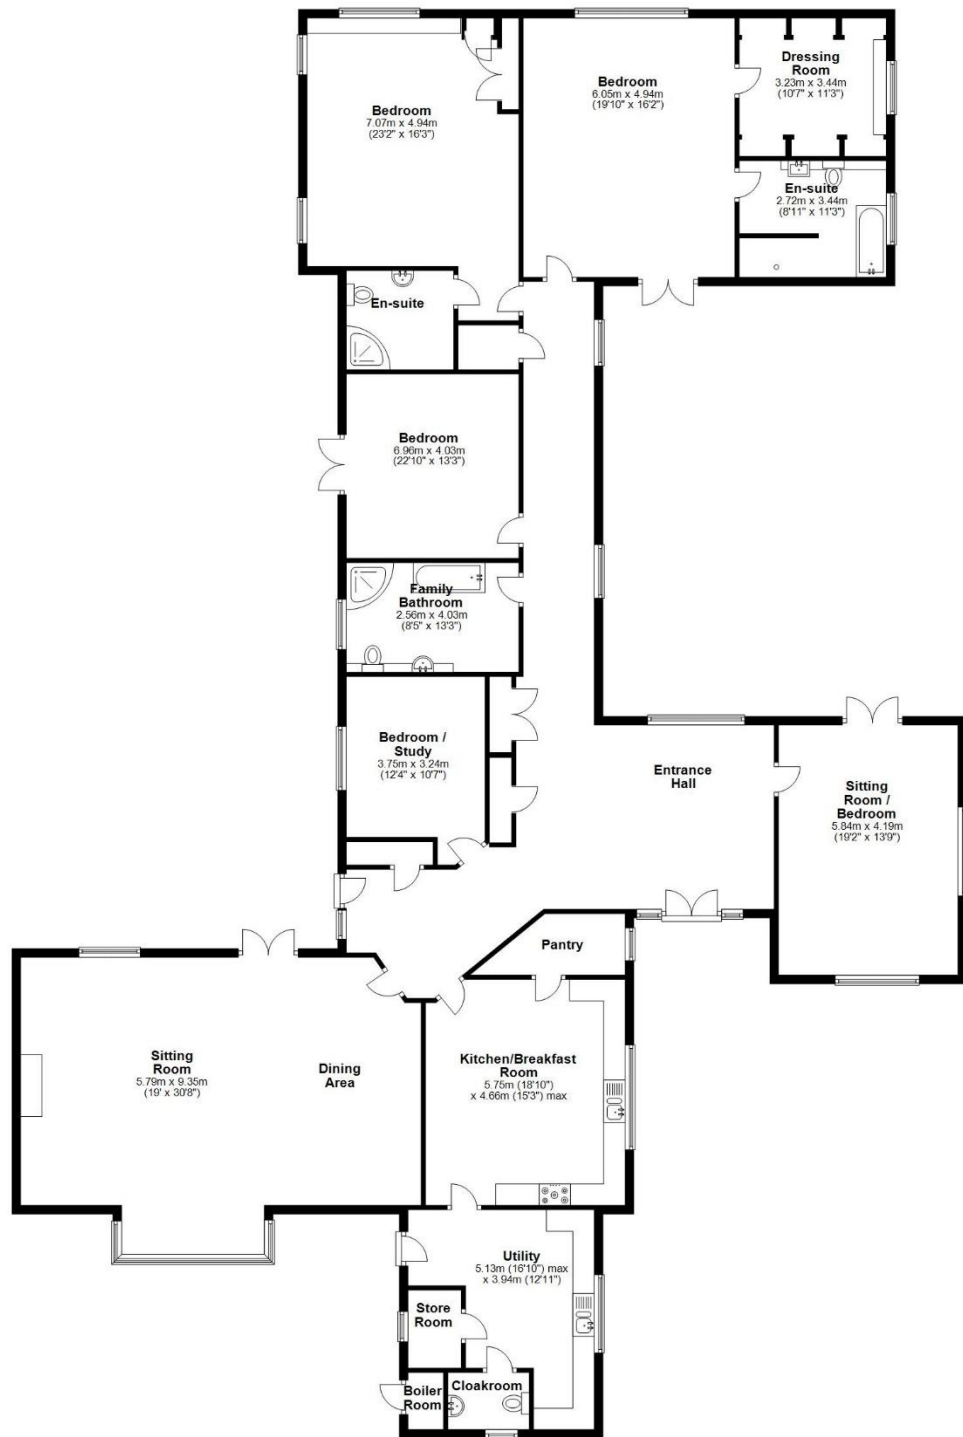 Bedroom
7.07m x 4.94m
(23'2" x 16'3")
Bedroom
6.05m x 4.94m
(19'10" x 16'2")
Dressing
Room
3.23m x 3.44m
(10'7" x 11'3")
En-suite
2.72m x 3.44m
(8'11" x 11'3")
En-suite
Bedroom
6.96m x 4.03m
(22'10" x 13'3")
Family
Bathroom
2.56m x 4.03m
(8'5" x 13'3")
Bedroom /
Study
3.75m x 3.24m
(12'4" x 10'7")
Entrance
Hall
Sitting
Room /
Bedroom
5.84m x 4.19m
(19'2" x 13'9")
Pantry
Sitting
Room
5.79m x 9.35m
(19' x 30'8")
Dining
Area
Kitchen/Breakfast
Room
5.75m (18'10")
x 4.66m (15'3") max
Utility
5.13m (16'10") max
x 3.94m (12'11")
Store
Room
Boiler
Room
Cloakroom